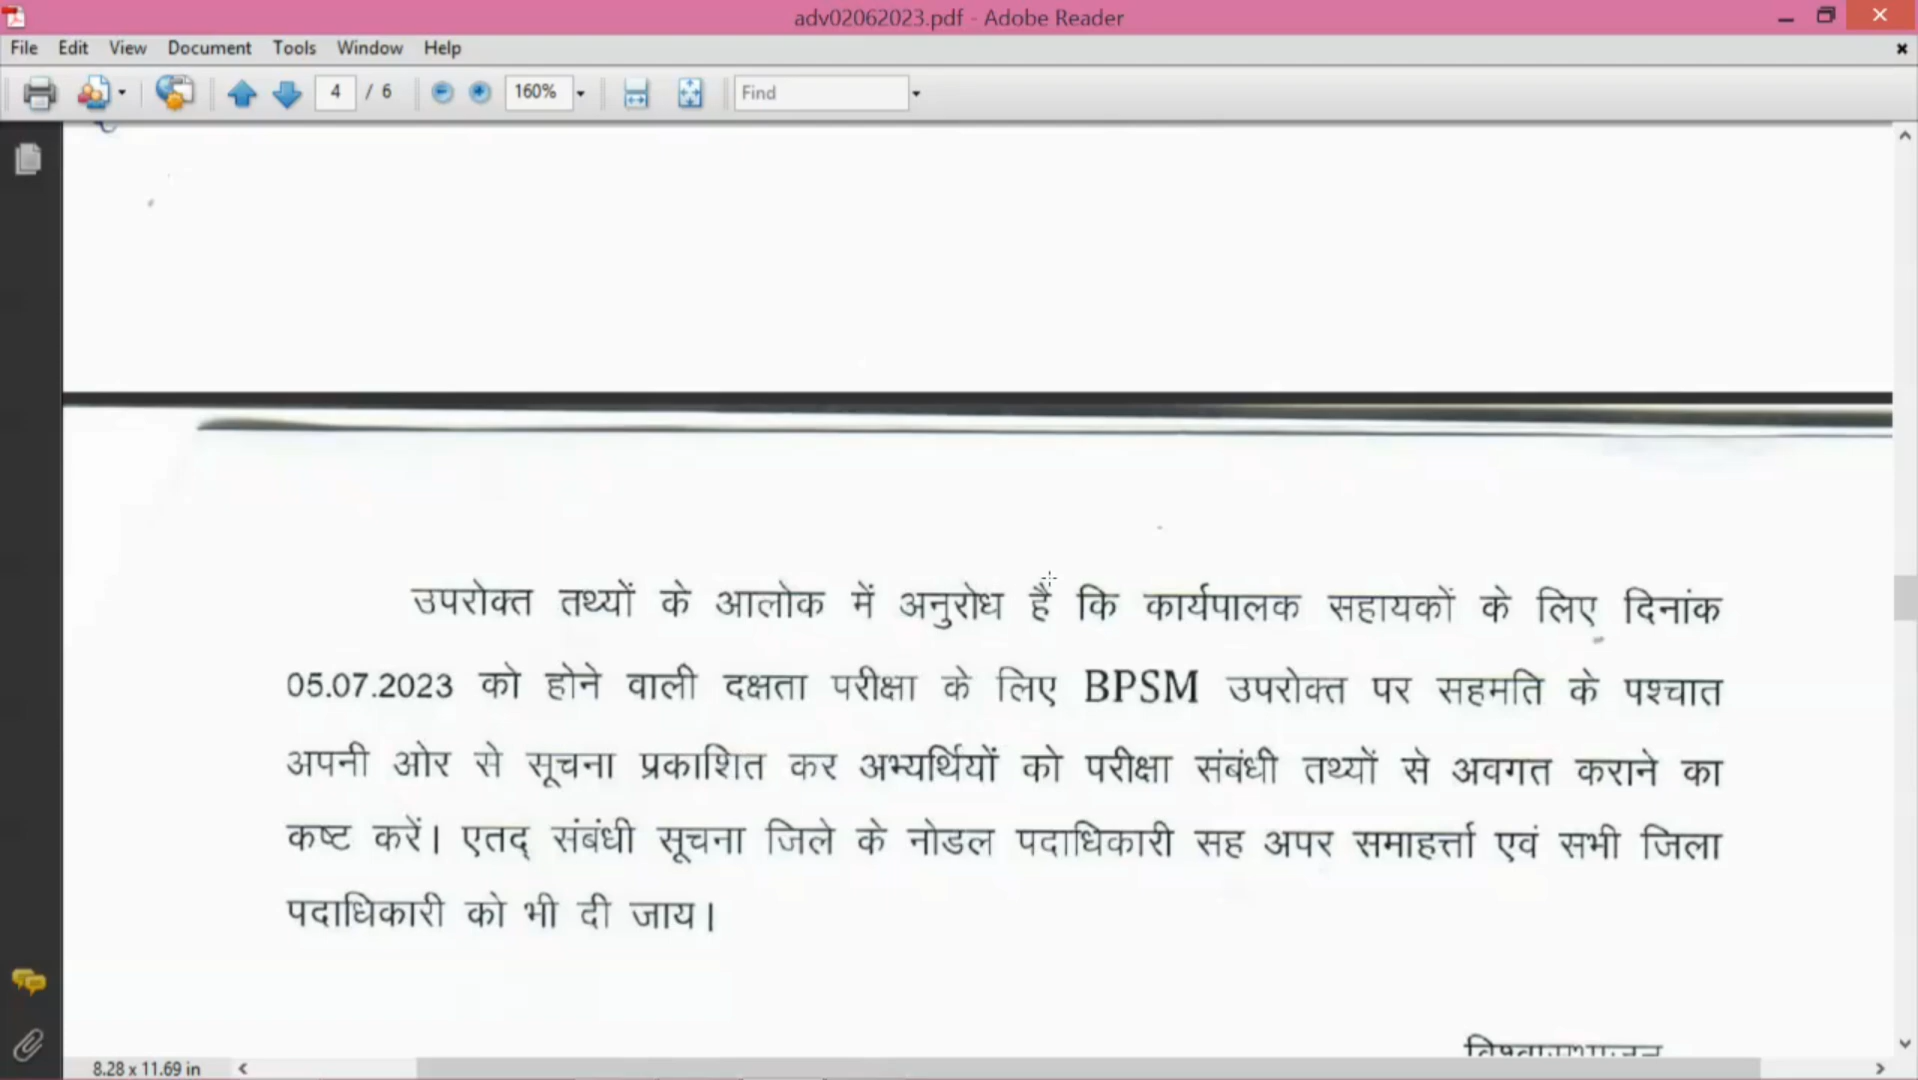 adv02062023.pdf - Adobe Reader
File Edit View Document Tools Window Help
4 / 6 160% Find
उपरोक्त तथ्यों के आलोक में अनुरोध है कि कार्यपालक सहायकों के लिए दिनांक
05.07.2023 को होने वाली दक्षता परीक्षा के लिए BPSM उपरोक्त पर सहमति के पश्चात
अपनी ओर से सूचना प्रकाशित कर अभ्यर्थियों को परीक्षा संबंधी तथ्यों से अवगत कराने का
कष्ट करें। एतद् संबंधी सूचना जिले के नोडल पदाधिकारी सह अपर समाहर्त्ता एवं सभी जिला
पदाधिकारी को भी दी जाय।
8.28 x 11.69 in